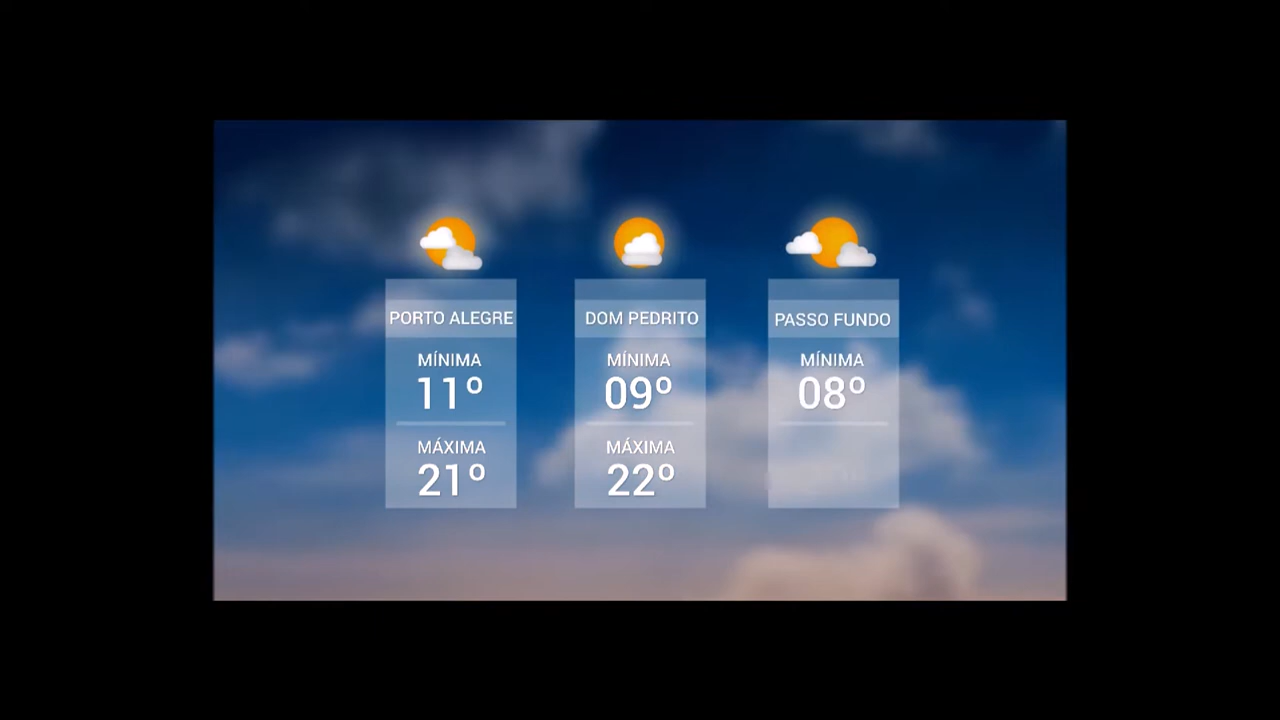 PORTO ALEGRE
MÍNIMA
11º
MÁXIMA
21º
DOM PEDRITO
MÍNIMA
09º
MÁXIMA
22º
PASSO FUNDO
MÍNIMA
08º